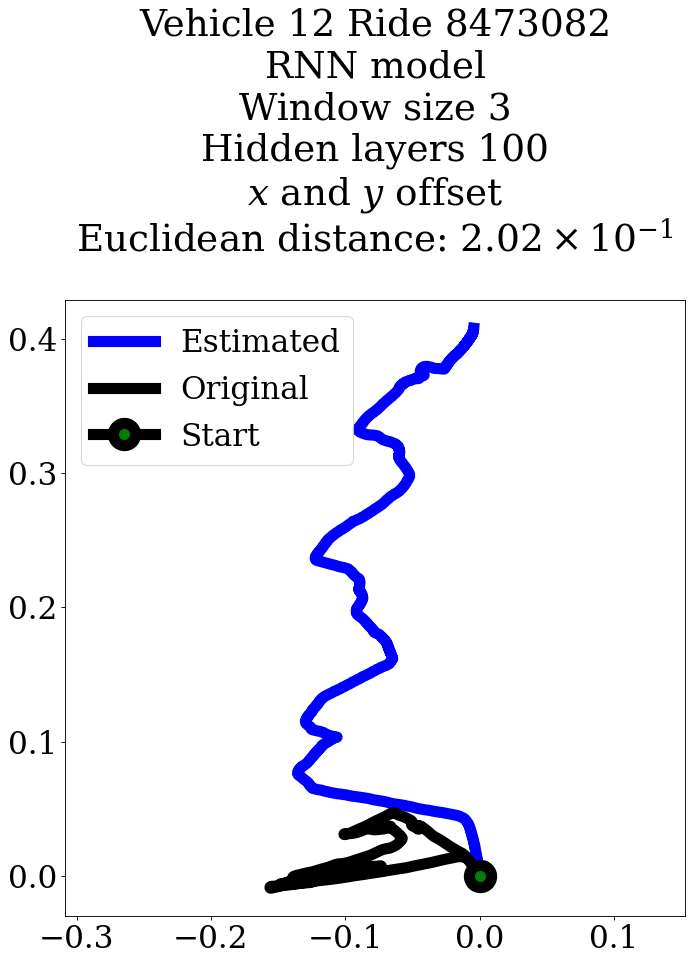 Vehicle 12 Ride 8473082
RNN model
Window size 3
Hidden layers 100
x and y offset
Euclidean distance: 2.02 × 10⁻¹
Estimated
Original
Start
0.4
0.3
0.2
0.1
0.0
−0.3 −0.2 −0.1 0.0 0.1